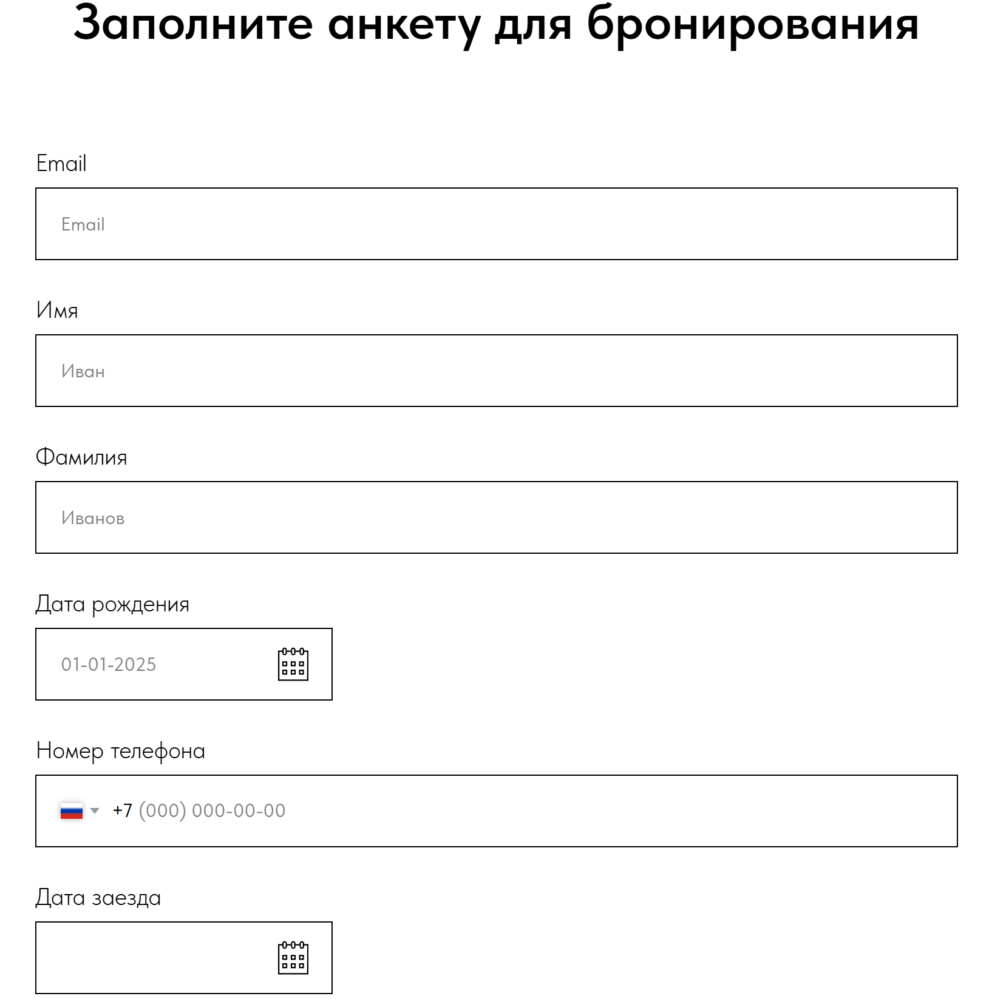 Заполните анкету для бронирования
Email
Email
Имя
Иван
Фамилия
Иванов
Дата рождения
01-01-2025
Номер телефона
+7 (000) 000-00-00
Дата заезда